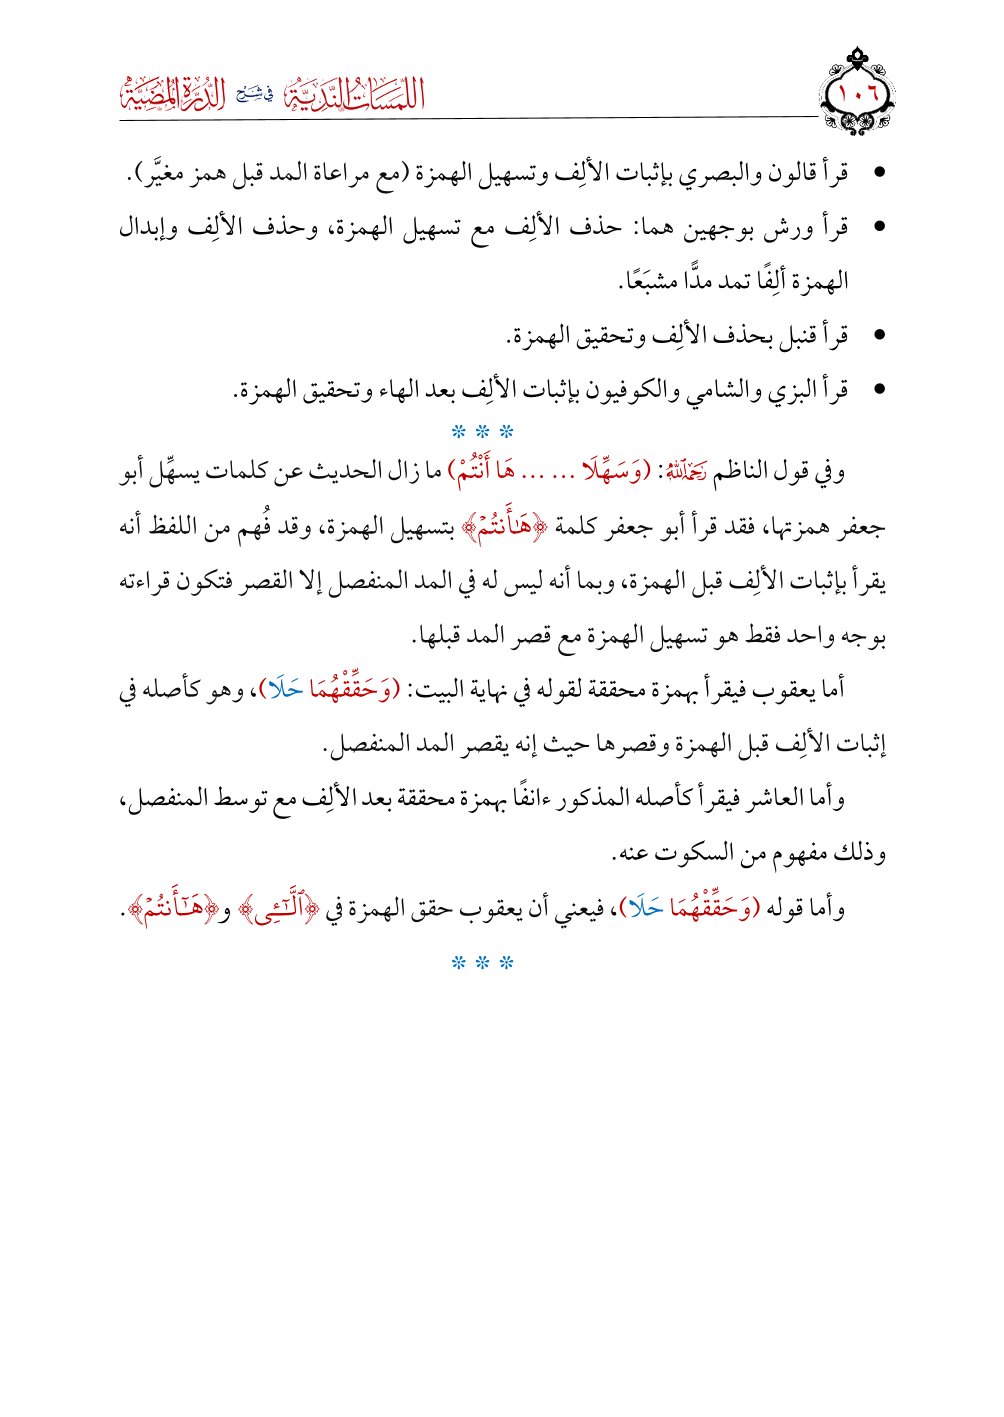 اللمسات الندية في شرح الدرة المضية
١٠٦
• قرأ قالون والبصري بإثبات الألِف وتسهيل الهمزة (مع مراعاة المد قبل همز مغيَّر).
• قرأ ورش بوجهين هما: حذف الألِف مع تسهيل الهمزة، وحذف الألِف وإبدال
الهمزة ألِفًا تمد مدًّا مشبَعًا.
• قرأ قنبل بحذف الألِف وتحقيق الهمزة.
• قرأ البزي والشامي والكوفيون بإثبات الألِف بعد الهاء وتحقيق الهمزة.
* * *
وفي قول الناظم رَحِمَهُ ٱللَّهُ: (وَسَهِّلَا ... ... هَا أَنْتُمْ) ما زال الحديث عن كلمات يسهِّل أبو
جعفر همزتها، فقد قرأ أبو جعفر كلمة ﴿هَٰأَنتُمۡ﴾ بتسهيل الهمزة، وقد فُهم من اللفظ أنه
يقرأ بإثبات الألِف قبل الهمزة، وبما أنه ليس له في المد المنفصل إلا القصر فتكون قراءته
بوجه واحد فقط هو تسهيل الهمزة مع قصر المد قبلها.
أما يعقوب فيقرأ بهمزة محققة لقوله في نهاية البيت: (وَحَقِّقْهُمَا حَلَا)، وهو كأصله في
إثبات الألِف قبل الهمزة وقصرها حيث إنه يقصر المد المنفصل.
وأما العاشر فيقرأ كأصله المذكور ءانفًا بهمزة محققة بعد الألِف مع توسط المنفصل،
وذلك مفهوم من السكوت عنه.
وأما قوله (وَحَقِّقْهُمَا حَلَا)، فيعني أن يعقوب حقق الهمزة في ﴿ٱلَّٰٓـِٔى﴾ و﴿هَٰٓأَنتُمۡ﴾.
* * *